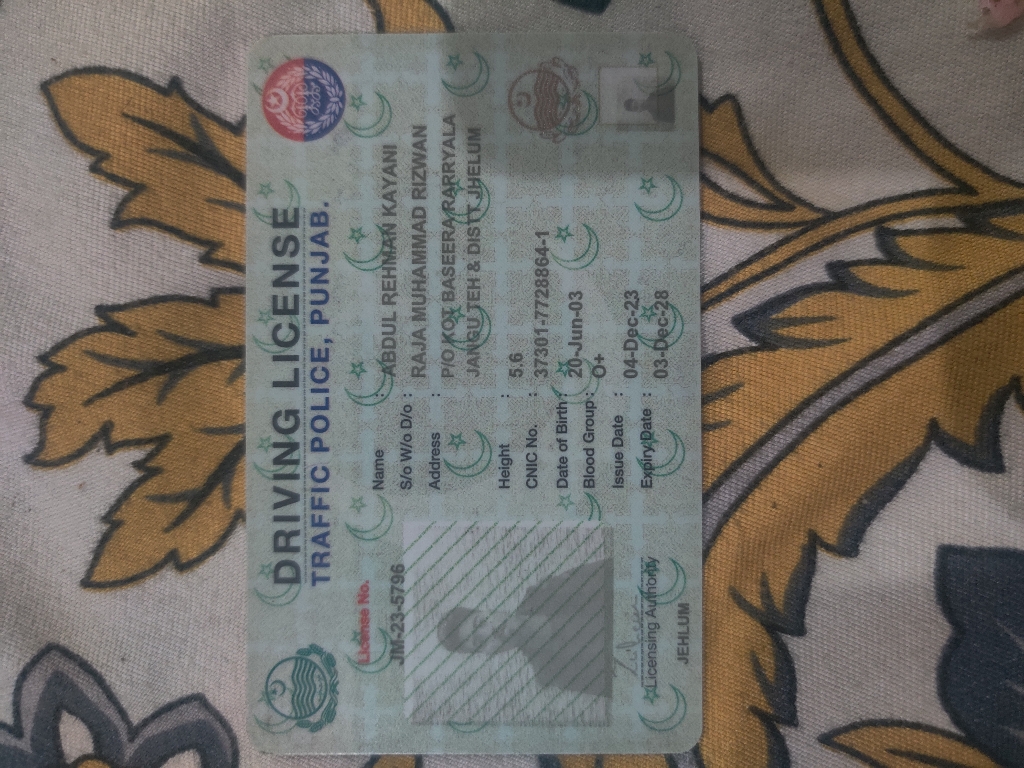 DRIVING LICENSE
TRAFFIC POLICE, PUNJAB.
License No.
JM-23-5796
Name : ABDUL REHMAN KAYANI
S/o W/o D/o : RAJA MUHAMMAD RIZWAN
Address : P/O KOT BASEERA RARRYALA
JANGU TEH & DISTT JHELUM
Height : 5.6
CNIC No. : 37301-7728864-1
Date of Birth : 20-Jun-03
Blood Group : O+
Issue Date : 04-Dec-23
Expiry Date : 03-Dec-28
Licensing Authority
JEHLUM